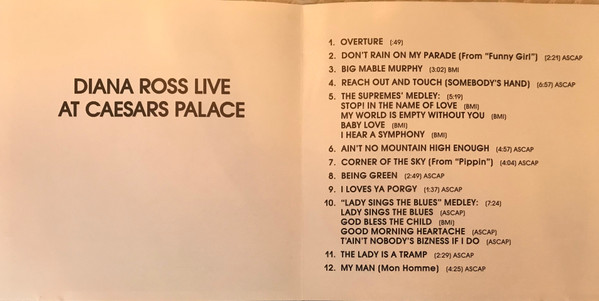 DIANA ROSS LIVE
AT CAESARS PALACE
1. OVERTURE (:49)
2. DON'T RAIN ON MY PARADE (From "Funny Girl") (2:21) ASCAP
3. BIG MABLE MURPHY (3:02) BMI
4. REACH OUT AND TOUCH (SOMEBODY'S HAND) (6:57) ASCAP
5. THE SUPREMES' MEDLEY: (5:19)
STOP! IN THE NAME OF LOVE (BMI)
MY WORLD IS EMPTY WITHOUT YOU (BMI)
BABY LOVE (BMI)
I HEAR A SYMPHONY (BMI)
6. AIN'T NO MOUNTAIN HIGH ENOUGH (4:57) ASCAP
7. CORNER OF THE SKY (From "Pippin") (4:04) ASCAP
8. BEING GREEN (2:49) ASCAP
9. I LOVES YA PORGY (1:37) ASCAP
10. "LADY SINGS THE BLUES" MEDLEY: (7:24)
LADY SINGS THE BLUES (ASCAP)
GOD BLESS THE CHILD (BMI)
GOOD MORNING HEARTACHE (ASCAP)
T'AIN'T NOBODY'S BIZNESS IF I DO (ASCAP)
11. THE LADY IS A TRAMP (2:29) ASCAP
12. MY MAN (Mon Homme) (4:25) ASCAP